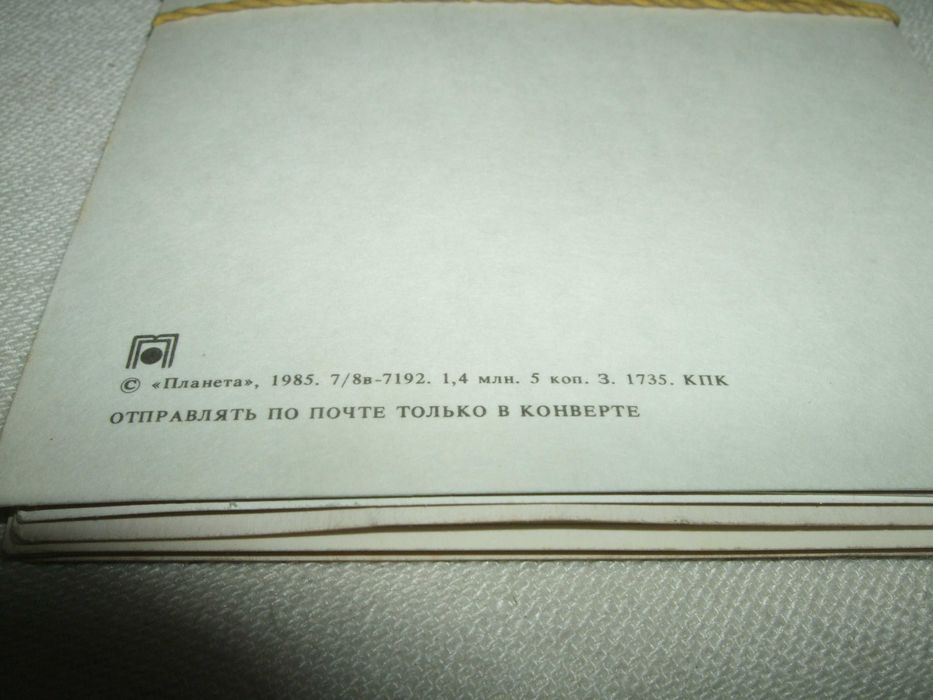 © «Планета», 1985. 7/8в-7192. 1,4 млн. 5 коп. З. 1735. КПК
ОТПРАВЛЯТЬ ПО ПОЧТЕ ТОЛЬКО В КОНВЕРТЕ